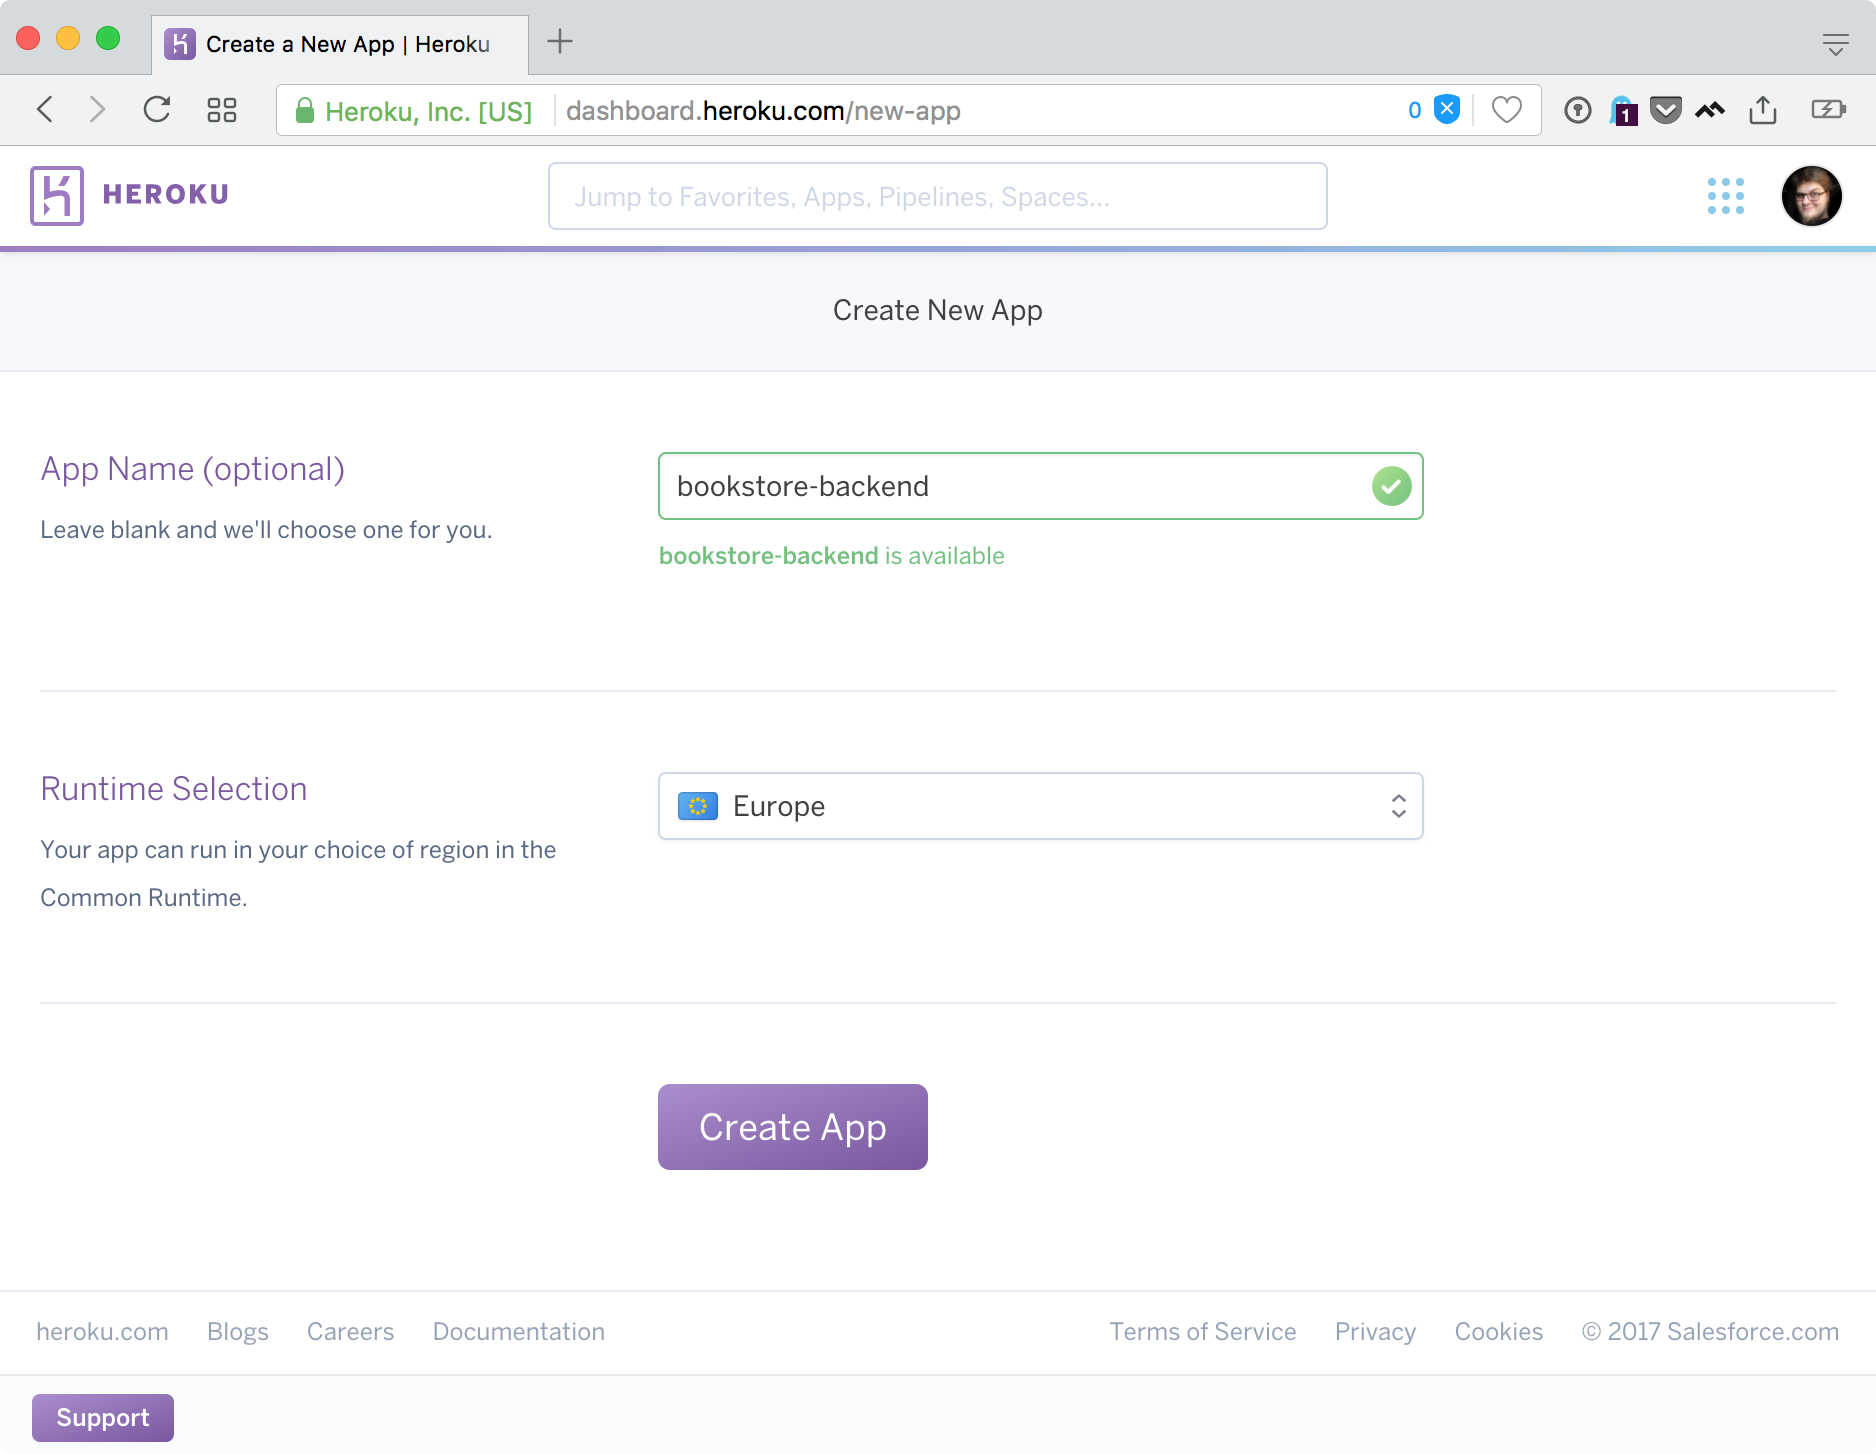 Create a New App | Heroku
Heroku, Inc. [US] dashboard.heroku.com/new-app 0 1
HEROKU Jump to Favorites, Apps, Pipelines, Spaces...
Create New App
App Name (optional)
Leave blank and we'll choose one for you.
bookstore-backend
bookstore-backend is available
Runtime Selection
Your app can run in your choice of region in the
Common Runtime.
Europe
Create App
heroku.com Blogs Careers Documentation Terms of Service Privacy Cookies © 2017 Salesforce.com
Support